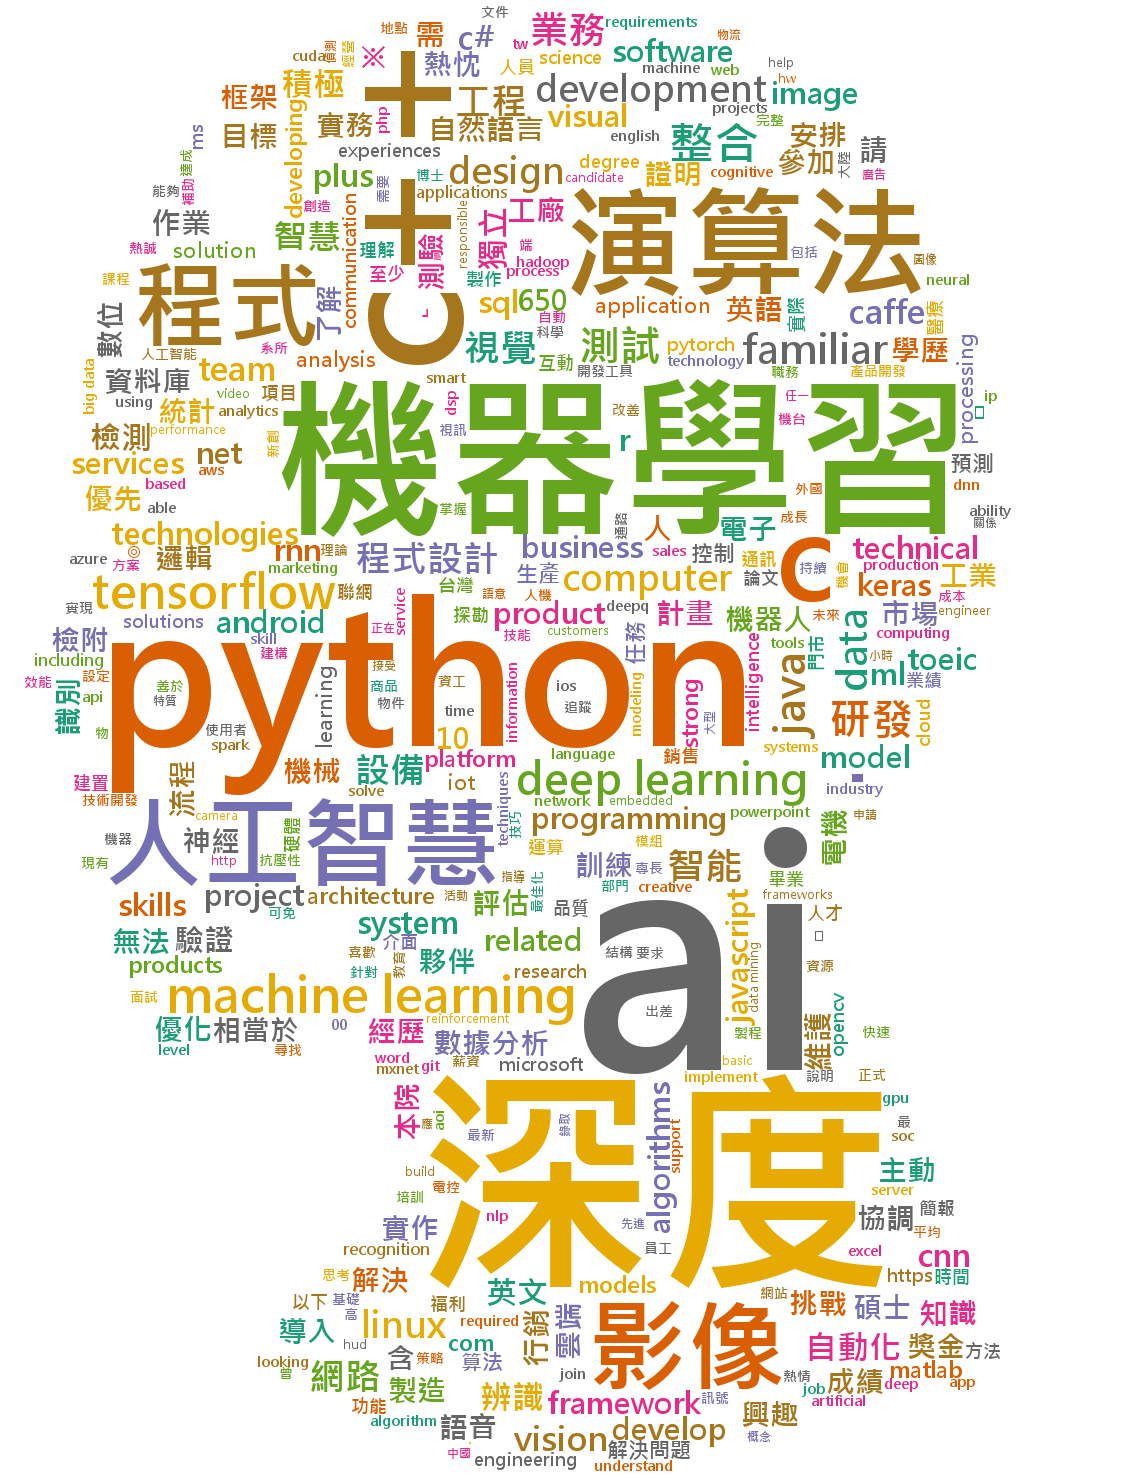 文件
地點
需
業務
requirements
c#
※
熱忱
tw
software
物流
cuda
經營
science
人員
machine
web
help
hw
積極
框架
c++
工程
development
image
目標
developing
實務
php
自然語言
visual
projects
english
整合
完整
安排
ms
達成
experiences
design
degree
證明
參加
大陸
請
plus
博士
applications
candidate
cognitive
廣告
能夠
補助
需要
作業
創造
智慧
communication
responsible
獨立
工廠
演算法
熱誠
solution
理解
測驗
端
hadoop
包括
圖像
課程
程式
了解
至少
製作
process
neural
數位
sql
650
application
英語
實際
caffe
醫療
自動
科學
人工智能
系所
analysis
視覺
互動
測試
pytorch
technology
familiar
學歷
processing
big data
資料庫
team
video
項目
smart
開發工具
職務
產品開發
using
統計
analytics
dsp
改善
任一
ip
檢測
performance
新創
視訊
機台
機器學習
r
services
net
aws
預測
優先
based
able
掌握
通路
外國
dnn
ability
關係
technologies
人
電子
成長
azure
方案
◎
邏輯
rnn
理論
程式設計
business
sales
控制
通訊
c
technical
marketing
台灣
生產
computer
論文
持續
機會
production
keras
工業
實現
tensorflow
聯網
service
探勘
語意
人機
product
deepq
計畫
機器人
未來
市場
成本
engineer
solutions
android
正在
技能
customers
任務
tools
computing
檢附
skill
建構
python
including
效能
設定
learning
接受
資工
ios
information
modeling
strong
intelligence
java
門市
小時
data
toeic
識別
api
善於
特質
商品
物件
time
追蹤
大型
ml
業績
物
使用者
spark
10
研發
cloud
language
銷售
systems
建置
流程
機械
設備
platform
model
技術開發
solve
iot
deep learning
industry
camera
techniques
network
embedded
powerpoint
申請
機器
神經
硬體
人工智慧
技巧
programming
電機
現有
http
抗壓性
運算
模組
訓練
專長
智能
畢業
指導
最佳化
部門
creative
frameworks
skills
project
architecture
活動
評估
品質
javascript
人才
可免
system
ai
無法
驗證
介面
喜歡
夥伴
related
結構
要求
data mining
products
針對
教育
research
資源
面試
machine learning
出差
opencv
優化
相當於
00
經歷
reinforcement
數據分析
製程
維護
快速
level
尋找
word
薪資
microsoft
basic
mxnet
git
implement
說明
正式
本院
應
aoi
深度
algorithms
support
gpu
最新
錄取
最
soc
build
主動
培訓
電控
server
實作
nlp
先進
協調
簡報
recognition
員工
平均
excel
cnn
思考
解決
models
https
時間
以下
基礎
福利
英文
網站
挑戰
碩士
知識
高
導入
linux
required
行銷
雲端
影像
hud
com
自動化
獎金
方法
looking
曾
含
策略
算法
join
熱情
matlab
網路
製造
辨識
job
成績
deep
app
功能
framework
訊號
artificial
algorithm
語音
develop
興趣
中國
vision
解決問題
概念
engineering
understand